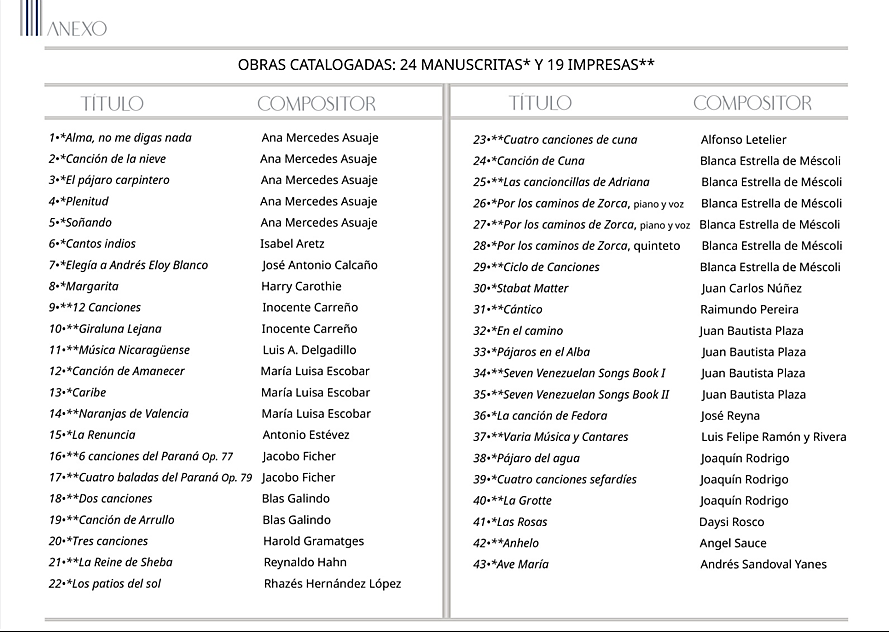 ANEXO
OBRAS CATALOGADAS: 24 MANUSCRITAS* Y 19 IMPRESAS**
TÍTULO COMPOSITOR
1•*Alma, no me digas nada Ana Mercedes Asuaje
2•*Canción de la nieve Ana Mercedes Asuaje
3•*El pájaro carpintero Ana Mercedes Asuaje
4•*Plenitud Ana Mercedes Asuaje
5•*Soñando Ana Mercedes Asuaje
6•*Cantos indios Isabel Aretz
7•*Elegía a Andrés Eloy Blanco José Antonio Calcaño
8•*Margarita Harry Carothie
9•**12 Canciones Inocente Carreño
10•**Giraluna Lejana Inocente Carreño
11•**Música Nicaragüense Luis A. Delgadillo
12•*Canción de Amanecer María Luisa Escobar
13•*Caribe María Luisa Escobar
14•**Naranjas de Valencia María Luisa Escobar
15•*La Renuncia Antonio Estévez
16•**6 canciones del Paraná Op. 77 Jacobo Ficher
17•**Cuatro baladas del Paraná Op. 79 Jacobo Ficher
18•**Dos canciones Blas Galindo
19•**Canción de Arrullo Blas Galindo
20•*Tres canciones Harold Gramatges
21•**La Reine de Sheba Reynaldo Hahn
22•*Los patios del sol Rhazés Hernández López
TÍTULO COMPOSITOR
23•**Cuatro canciones de cuna Alfonso Letelier
24•*Canción de Cuna Blanca Estrella de Méscoli
25•**Las cancioncillas de Adriana Blanca Estrella de Méscoli
26•*Por los caminos de Zorca, piano y voz Blanca Estrella de Méscoli
27•**Por los caminos de Zorca, piano y voz Blanca Estrella de Méscoli
28•*Por los caminos de Zorca, quinteto Blanca Estrella de Méscoli
29•**Ciclo de Canciones Blanca Estrella de Méscoli
30•*Stabat Matter Juan Carlos Núñez
31•**Cántico Raimundo Pereira
32•*En el camino Juan Bautista Plaza
33•*Pájaros en el Alba Juan Bautista Plaza
34•**Seven Venezuelan Songs Book I Juan Bautista Plaza
35•**Seven Venezuelan Songs Book II Juan Bautista Plaza
36•*La canción de Fedora José Reyna
37•**Varia Música y Cantares Luis Felipe Ramón y Rivera
38•*Pájaro del agua Joaquín Rodrigo
39•*Cuatro canciones sefardíes Joaquín Rodrigo
40•**La Grotte Joaquín Rodrigo
41•*Las Rosas Daysi Rosco
42•**Anhelo Angel Sauce
43•*Ave María Andrés Sandoval Yanes